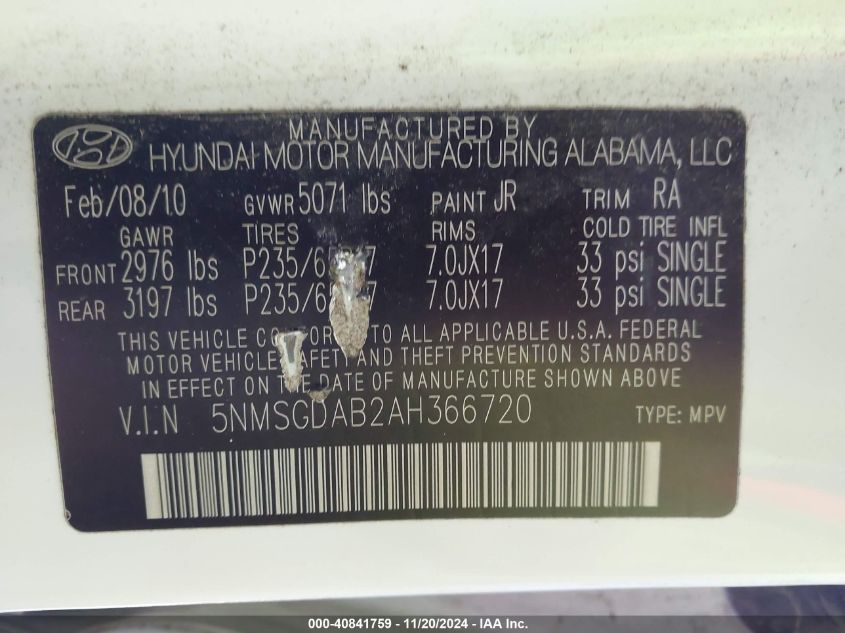 MANUFACTURED BY
HYUNDAI MOTOR MANUFACTURING ALABAMA, LLC
Feb/08/10 GVWR 5071 lbs PAINT JR TRIM RA
GAWR TIRES RIMS COLD TIRE INFL
FRONT 2976 lbs 7.0JX17 33 psi SINGLE
REAR 3197 lbs 7.0JX17 33 psi SINGLE
THIS VEHICLE TO ALL APPLICABLE U.S.A. FEDERAL
MOTOR VEHICLE AND THEFT PREVENTION STANDARDS
IN EFFECT ON THE DATE OF MANUFACTURE SHOWN ABOVE
V.I.N 5NMSGDAB2AH366720 TYPE: MPV
000-40841759 - 11/20/2024 - IAA Inc.